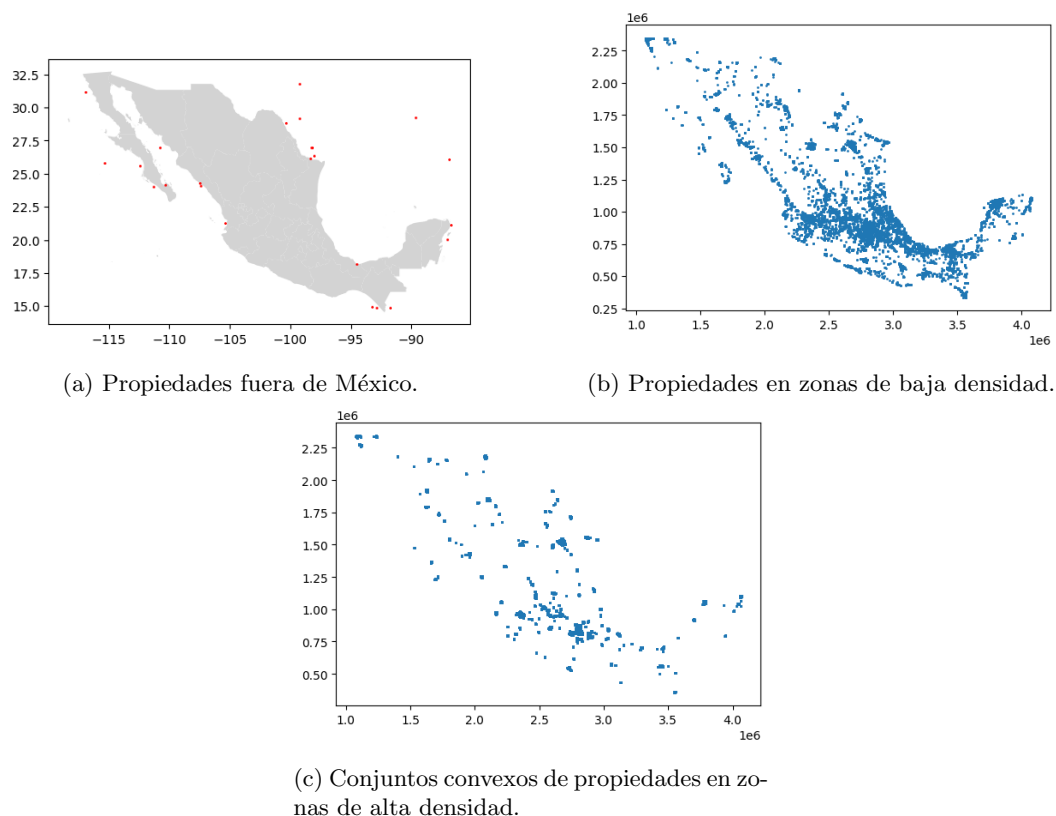 32.5
30.0
27.5
25.0
22.5
20.0
17.5
15.0
−115 −110 −105 −100 −95 −90
(a) Propiedades fuera de México.
1e6
2.25
2.00
1.75
1.50
1.25
1.00
0.75
0.50
0.25
1.0 1.5 2.0 2.5 3.0 3.5 4.0
1e6
(b) Propiedades en zonas de baja densidad.
1e6
2.25
2.00
1.75
1.50
1.25
1.00
0.75
0.50
1.0 1.5 2.0 2.5 3.0 3.5 4.0
1e6
(c) Conjuntos convexos de propiedades en zo-
nas de alta densidad.